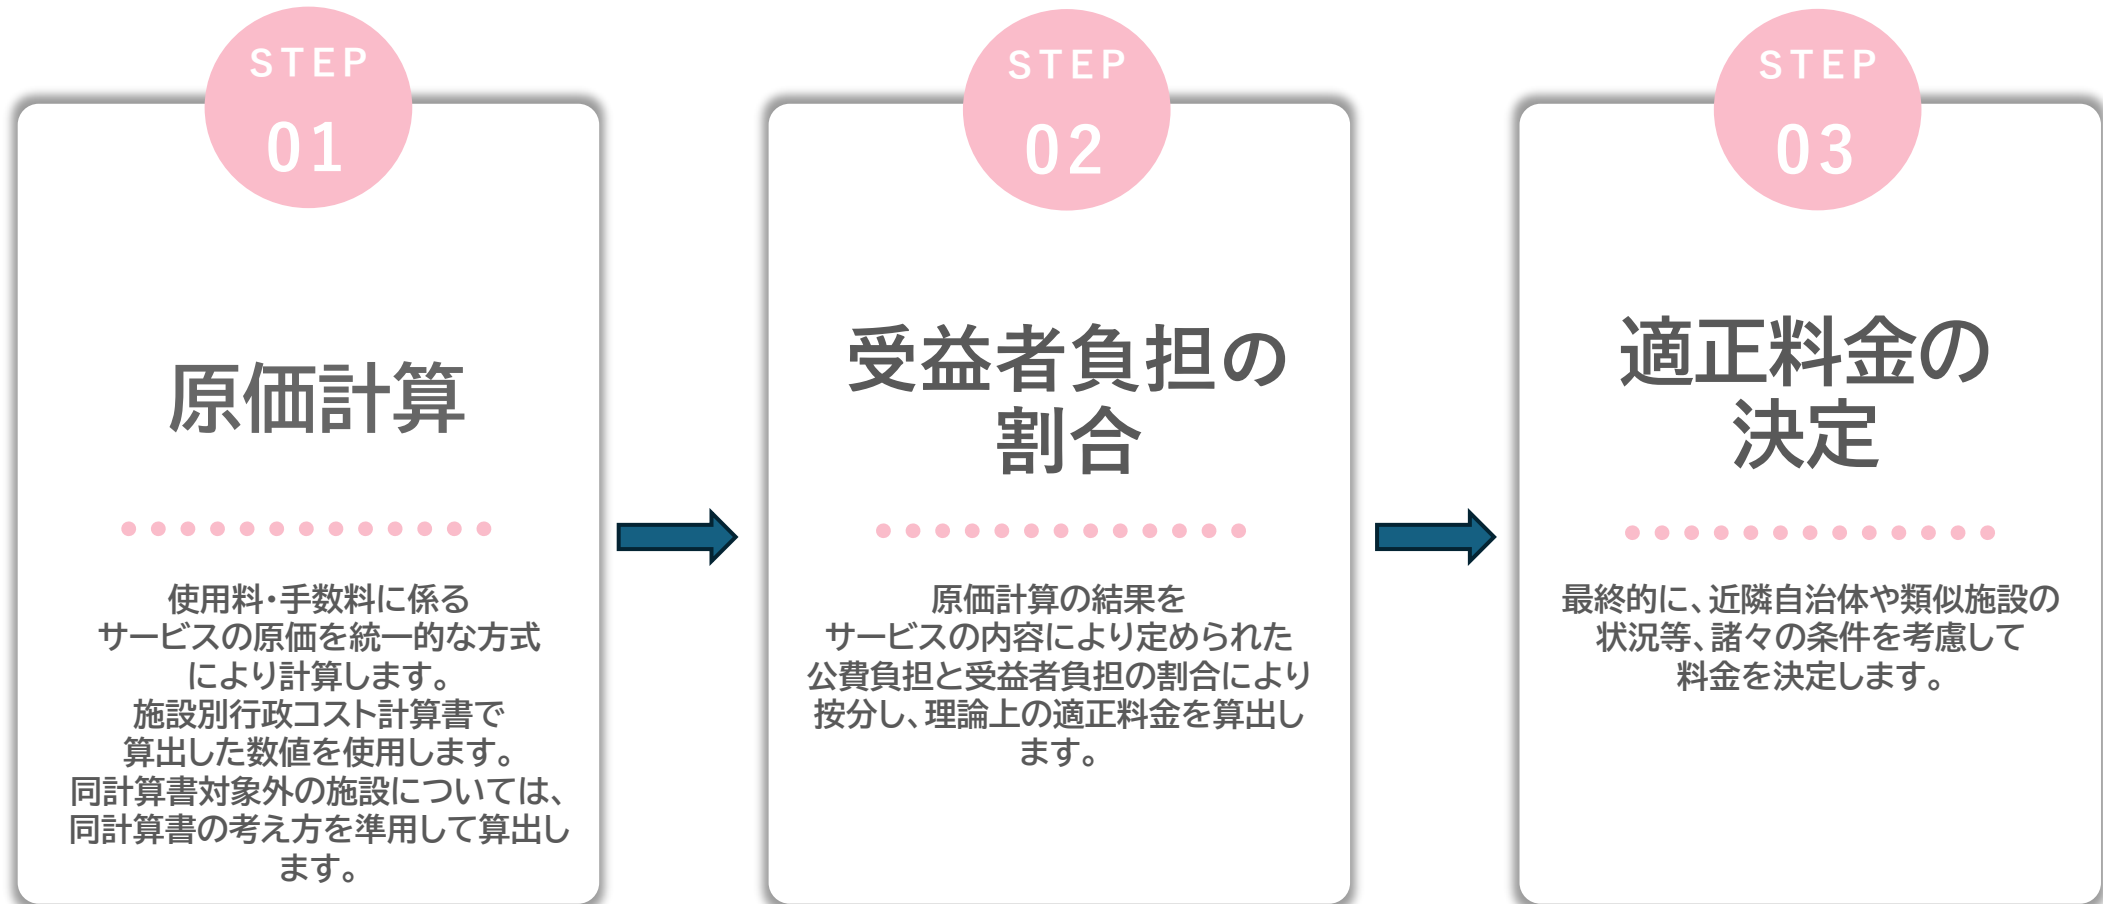 STEP
01
原価計算
使用料・手数料に係る
サービスの原価を統一的な方式
により計算します。
施設別行政コスト計算書で
算出した数値を使用します。
同計算書対象外の施設については、
同計算書の考え方を準用して算出し
ます。
STEP
02
受益者負担の
割合
原価計算の結果を
サービスの内容により定められた
公費負担と受益者負担の割合により
按分し、理論上の適正料金を算出し
ます。
STEP
03
適正料金の
決定
最終的に、近隣自治体や類似施設の
状況等、諸々の条件を考慮して
料金を決定します。